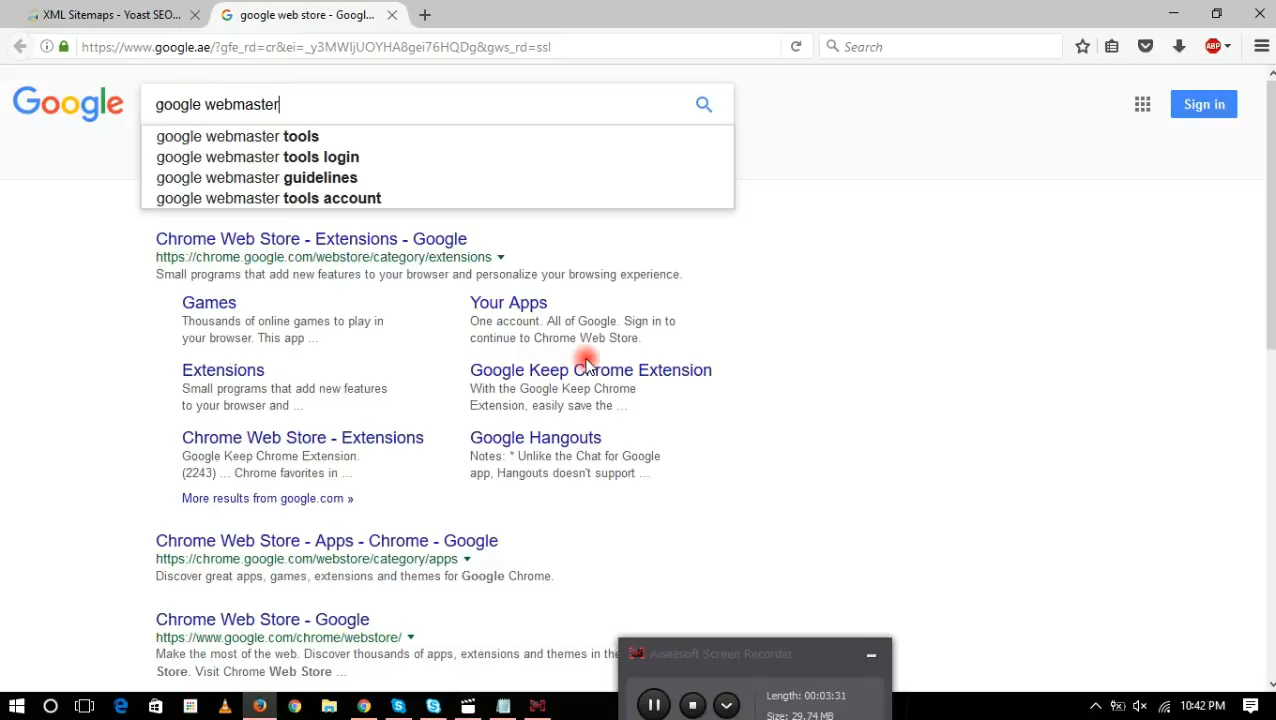 XML Sitemaps - Yoast SEO...
google web store - Googl...
https://www.google.ae/?gfe_rd=cr&ei=_y3MWIjUOYHA8gei76HQDg&gws_rd=ssl
Search
ABP
Google
google webmaster
Sign in
google webmaster tools
google webmaster tools login
google webmaster guidelines
google webmaster tools account
Chrome Web Store - Extensions - Google
https://chrome.google.com/webstore/category/extensions
Small programs that add new features to your browser and personalize your browsing experience.
Games
Thousands of online games to play in
your browser. This app ...
Your Apps
One account. All of Google. Sign in to
continue to Chrome Web Store.
Extensions
Small programs that add new features
to your browser and ...
Google Keep Chrome Extension
With the Google Keep Chrome
Extension, easily save the ...
Chrome Web Store - Extensions
Google Keep Chrome Extension.
(2243) ... Chrome favorites in ...
Google Hangouts
Notes: * Unlike the Chat for Google
app, Hangouts doesn't support ...
More results from google.com »
Chrome Web Store - Apps - Chrome - Google
https://chrome.google.com/webstore/category/apps
Discover great apps, games, extensions and themes for Google Chrome.
Chrome Web Store - Google
https://www.google.com/chrome/webstore/
Make the most of the web. Discover thousands of apps, extensions and themes in the
Store. Visit Chrome Web Store ...
Aiseesoft Screen Recorder
Length: 00:03:31
Size: 29.74 MB
10:42 PM